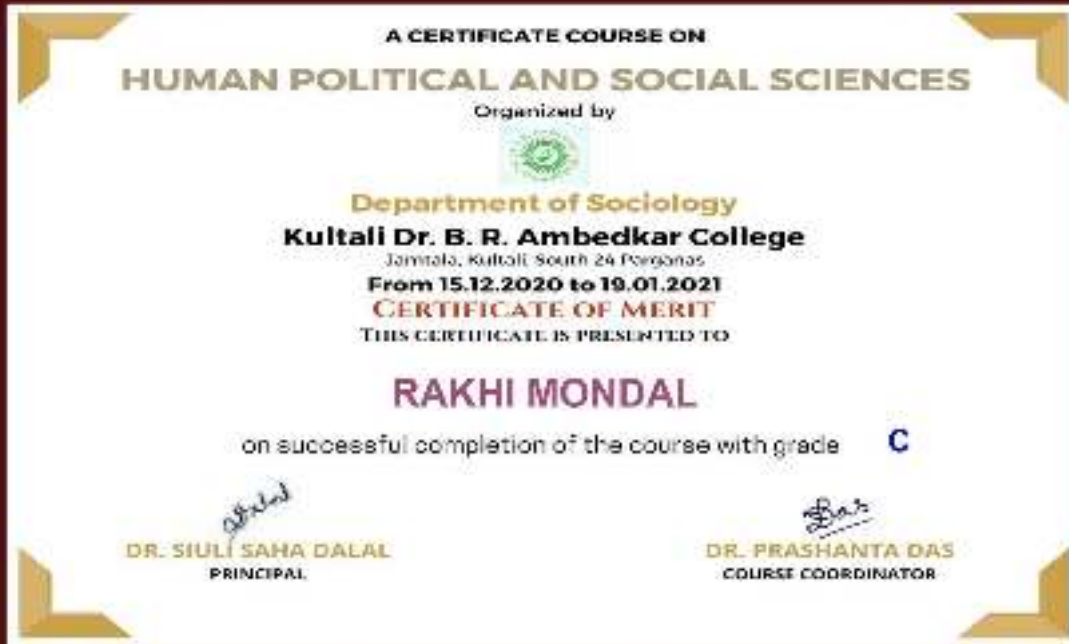 A CERTIFICATE COURSE ON
HUMAN POLITICAL AND SOCIAL SCIENCES
Organized by
Department of Sociology
Kultali Dr. B. R. Ambedkar College
Jamtala, Kultali, South 24 Parganas
From 15.12.2020 to 19.01.2021
CERTIFICATE OF MERIT
THIS CERTIFICATE IS PRESENTED TO
RAKHI MONDAL
on successful completion of the course with grade C
DR. SIULI SAHA DALAL
PRINCIPAL
DR. PRASHANTA DAS
COURSE COORDINATOR